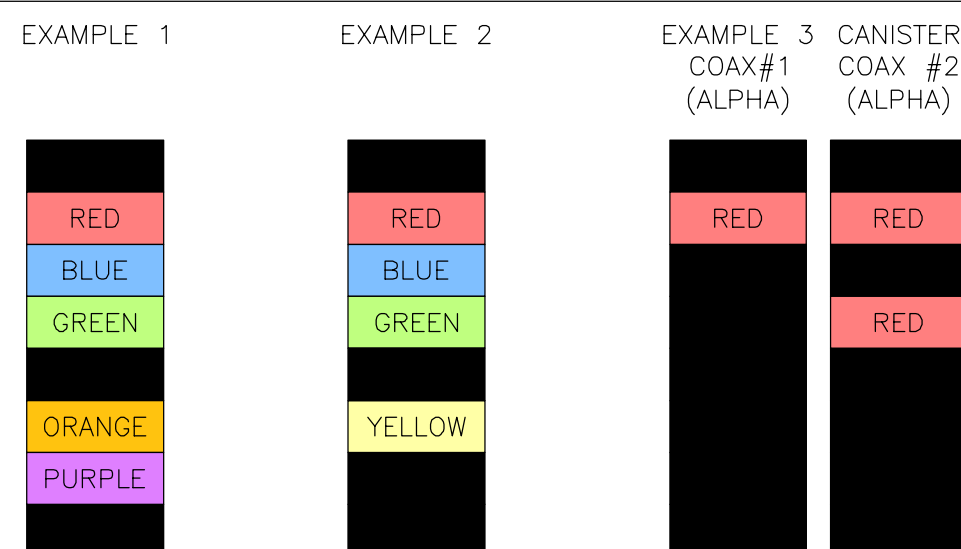 EXAMPLE 1
RED
BLUE
GREEN
ORANGE
PURPLE
EXAMPLE 2
RED
BLUE
GREEN
YELLOW
EXAMPLE 3
COAX#1
(ALPHA)
RED
CANISTER
COAX #2
(ALPHA)
RED
RED